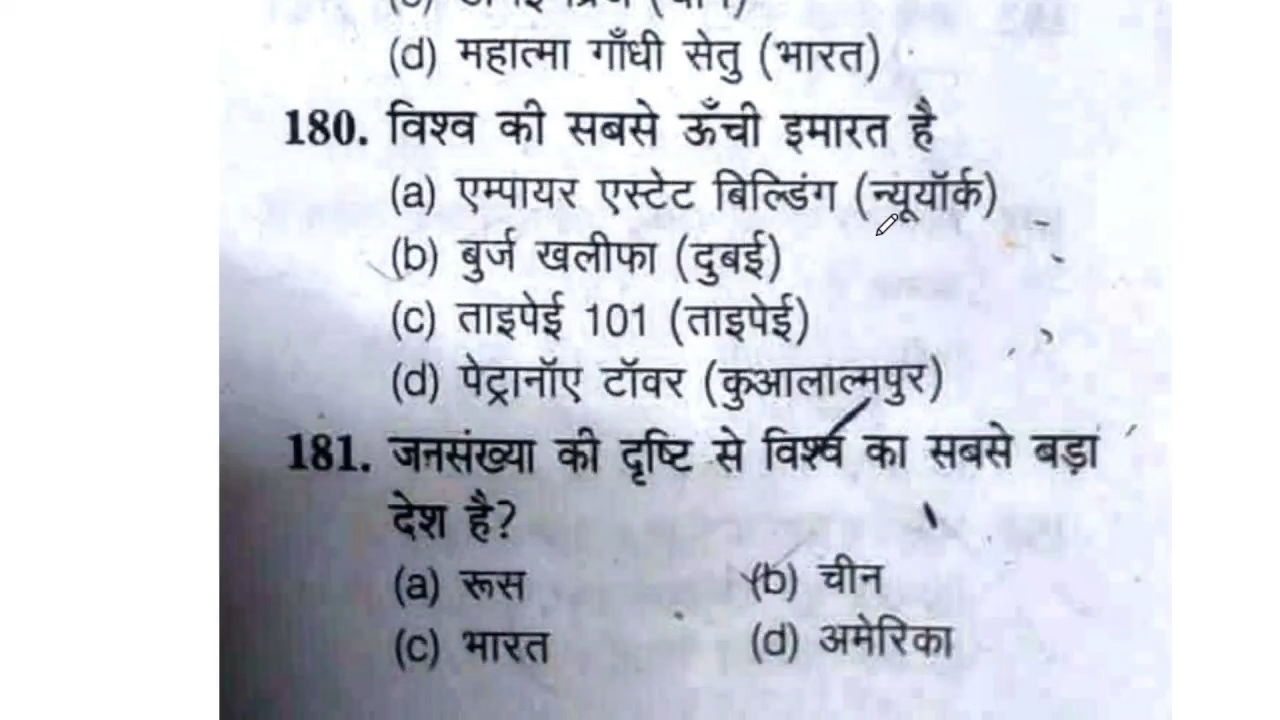 (d) महात्मा गाँधी सेतु (भारत)
180. विश्व की सबसे ऊँची इमारत है
(a) एम्पायर एस्टेट बिल्डिंग (न्यूयॉर्क)
(b) बुर्ज खलीफा (दुबई)
(c) ताइपेई 101 (ताइपेई)
(d) पेट्रानॉए टॉवर (कुआलाल्मपुर)
181. जनसंख्या की दृष्टि से विश्व का सबसे बड़ा
देश है?
(a) रूस (b) चीन
(c) भारत (d) अमेरिका